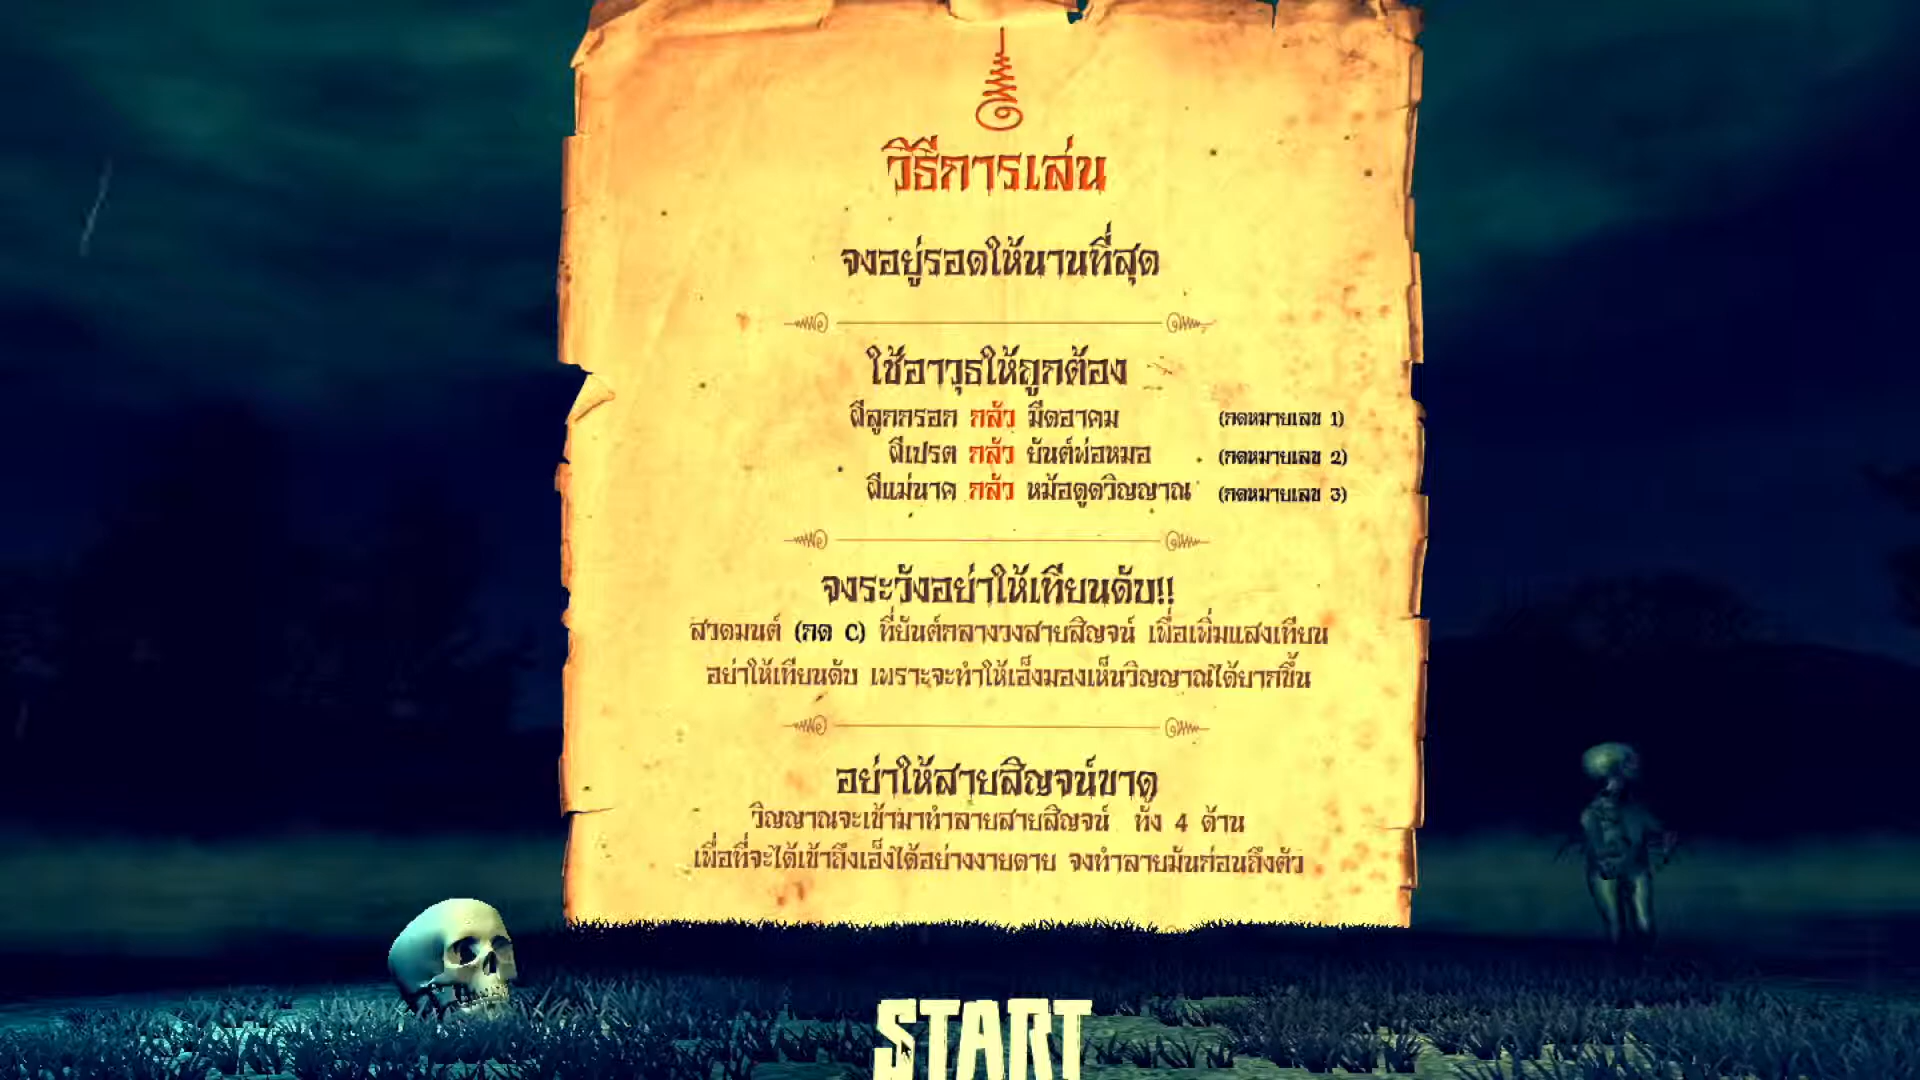 วิธีการเล่น
จงอยู่รอดให้นานที่สุด
ใช้อาวุธให้ถูกต้อง
ผีลูกกรอก กลัว มีดอาคม (กดหมายเลข 1)
ผีเปรต กลัว ยันต์พ่อหมอ (กดหมายเลข 2)
ผีแม่นาค กลัว หม้อดูดวิญญาณ (กดหมายเลข 3)
จงระวังอย่าให้เทียนดับ!!
สวดมนต์ (กด C) ที่ยันต์กลางวงสายสิญจน์ เพื่อเพิ่มแสงเทียน
อย่าให้เทียนดับ เพราะจะทำให้เอ็งมองเห็นวิญญาณได้ยากขึ้น
อย่าให้สายสิญจน์ขาด
วิญญาณจะเข้ามาทำลายสายสิญจน์ ทั้ง 4 ด้าน
เพื่อที่จะได้เข้าถึงเอ็งได้อย่างงายดาย จงทำลายมันก่อนถึงตัว
START